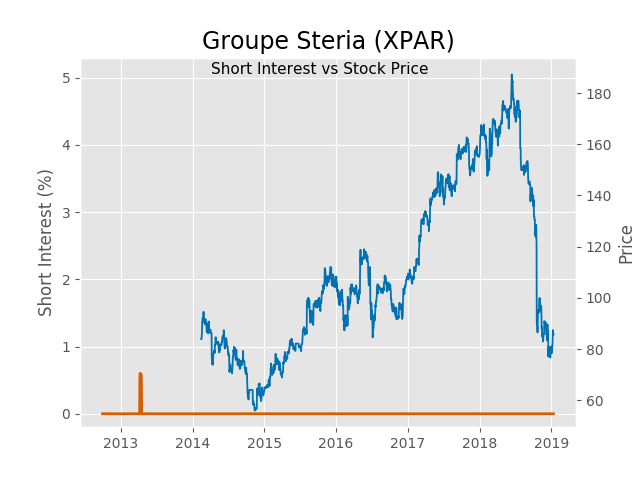 Groupe Steria (XPAR)
Short Interest vs Stock Price
Short Interest (%)
5
4
3
2
1
0
180
160
140
120
100
80
60
Price
2013 2014 2015 2016 2017 2018 2019